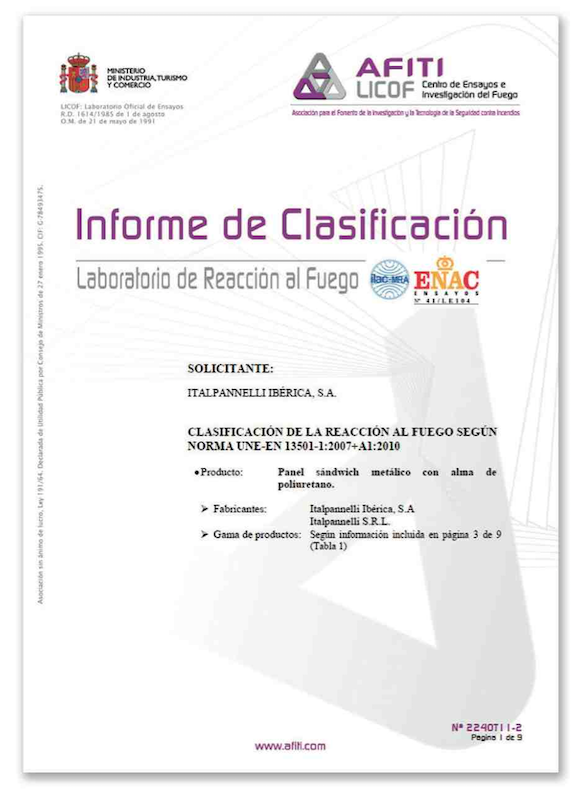 MINISTERIO
DE INDUSTRIA, TURISMO
Y COMERCIO
LICOF: Laboratorio Oficial de Ensayos
R.D. 1614/1985 de 1 de agosto
O.M. de 21 de mayo de 1991
AFITI
LICOF
Centro de Ensayos e
Investigación del Fuego
Asociación para el Fomento de la Investigación y la Tecnología de la Seguridad contra Incendios
Informe de Clasificación
Laboratorio de Reacción al Fuego
ilac-MRA
ENAC
ENSAYOS
Nº 41/LE104
Asociación sin ánimo de lucro, Ley 191/64, Declarada de Utilidad Pública por Consejo de Ministros de 27 enero 1995. CIF: G-78493475.
SOLICITANTE:
ITALPANNELLI IBÉRICA, S.A.
CLASIFICACIÓN DE LA REACCIÓN AL FUEGO SEGÚN
NORMA UNE-EN 13501-1:2007+A1:2010
•Producto: Panel sándwich metálico con alma de
poliuretano.
➢ Fabricantes: Italpannelli Ibérica, S.A
Italpannelli S.R.L.
➢ Gama de productos: Según información incluida en página 3 de 9
(Tabla 1)
Nº 2240T11-2
Página 1 de 9
www.afiti.com